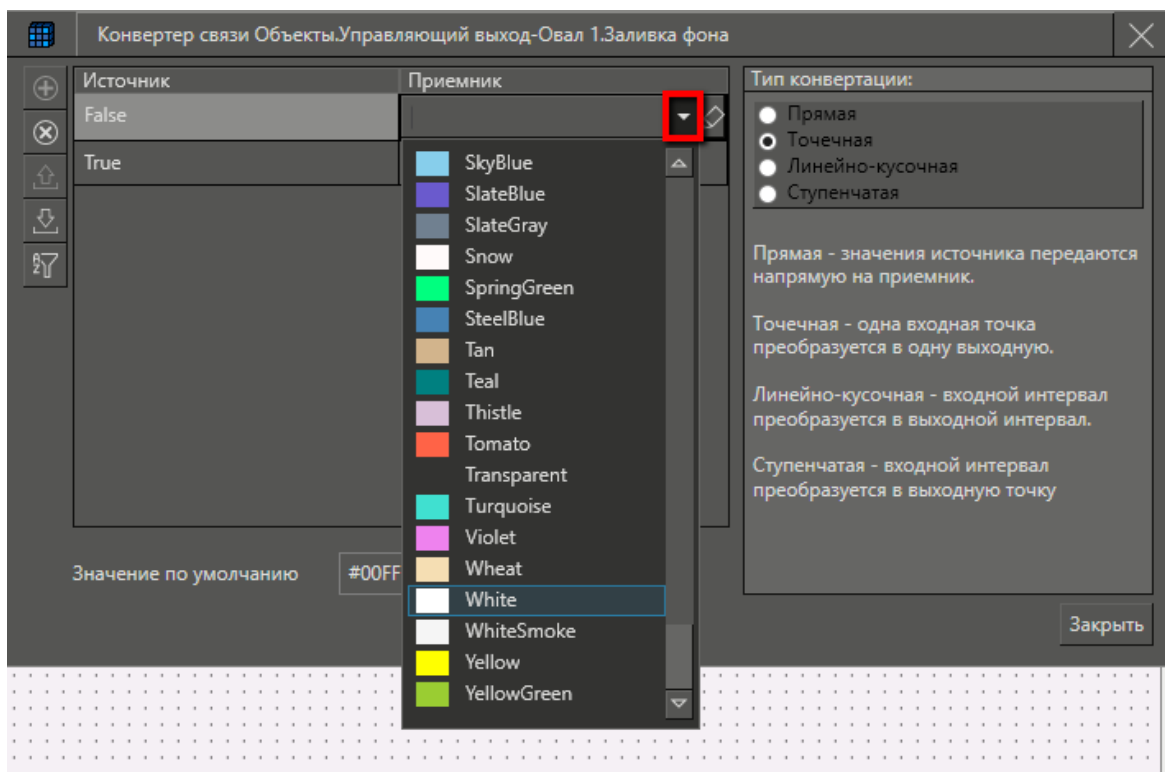 Конвертер связи Объекты.Управляющий выход-Овал 1.Заливка фона
Источник
Приемник
False
True
SkyBlue
SlateBlue
SlateGray
Snow
SpringGreen
SteelBlue
Tan
Teal
Thistle
Tomato
Transparent
Turquoise
Violet
Wheat
White
WhiteSmoke
Yellow
YellowGreen
Значение по умолчанию
#00FF
Тип конвертации:
Прямая
Точечная
Линейно-кусочная
Ступенчатая
Прямая - значения источника передаются
напрямую на приемник.
Точечная - одна входная точка
преобразуется в одну выходную.
Линейно-кусочная - входной интервал
преобразуется в выходной интервал.
Ступенчатая - входной интервал
преобразуется в выходную точку
Закрыть